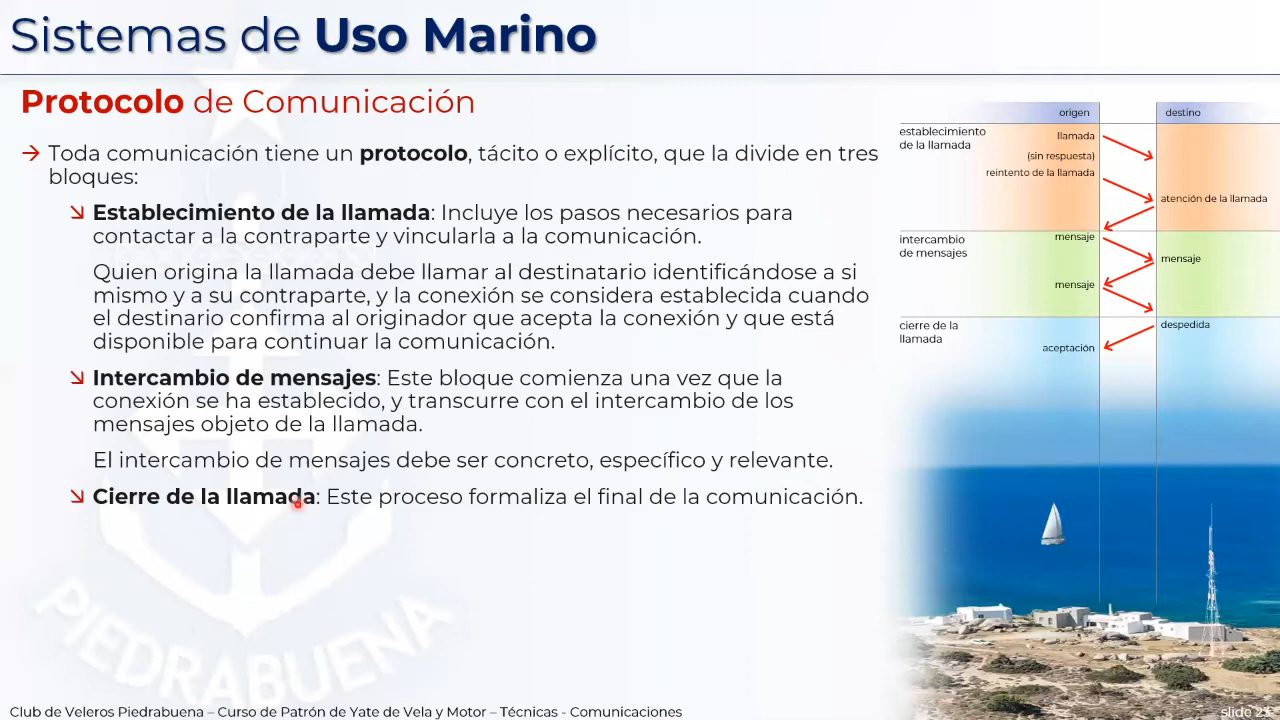 Sistemas de Uso Marino
Protocolo de Comunicación
→ Toda comunicación tiene un protocolo, tácito o explícito, que la divide en tres
bloques:
↘ Establecimiento de la llamada: Incluye los pasos necesarios para
contactar a la contraparte y vincularla a la comunicación.
Quien origina la llamada debe llamar al destinatario identificándose a si
mismo y a su contraparte, y la conexión se considera establecida cuando
el destinario confirma al originador que acepta la conexión y que está
disponible para continuar la comunicación.
↘ Intercambio de mensajes: Este bloque comienza una vez que la
conexión se ha establecido, y transcurre con el intercambio de los
mensajes objeto de la llamada.
El intercambio de mensajes debe ser concreto, específico y relevante.
↘ Cierre de la llamada: Este proceso formaliza el final de la comunicación.
origen
destino
establecimiento
de la llamada
llamada
(sin respuesta)
reintento de la llamada
atención de la llamada
intercambio
de mensajes
mensaje
mensaje
mensaje
cierre de la
llamada
despedida
aceptación
PIEDRABUENA
Club de Veleros Piedrabuena – Curso de Patrón de Yate de Vela y Motor – Técnicas - Comunicaciones
slide